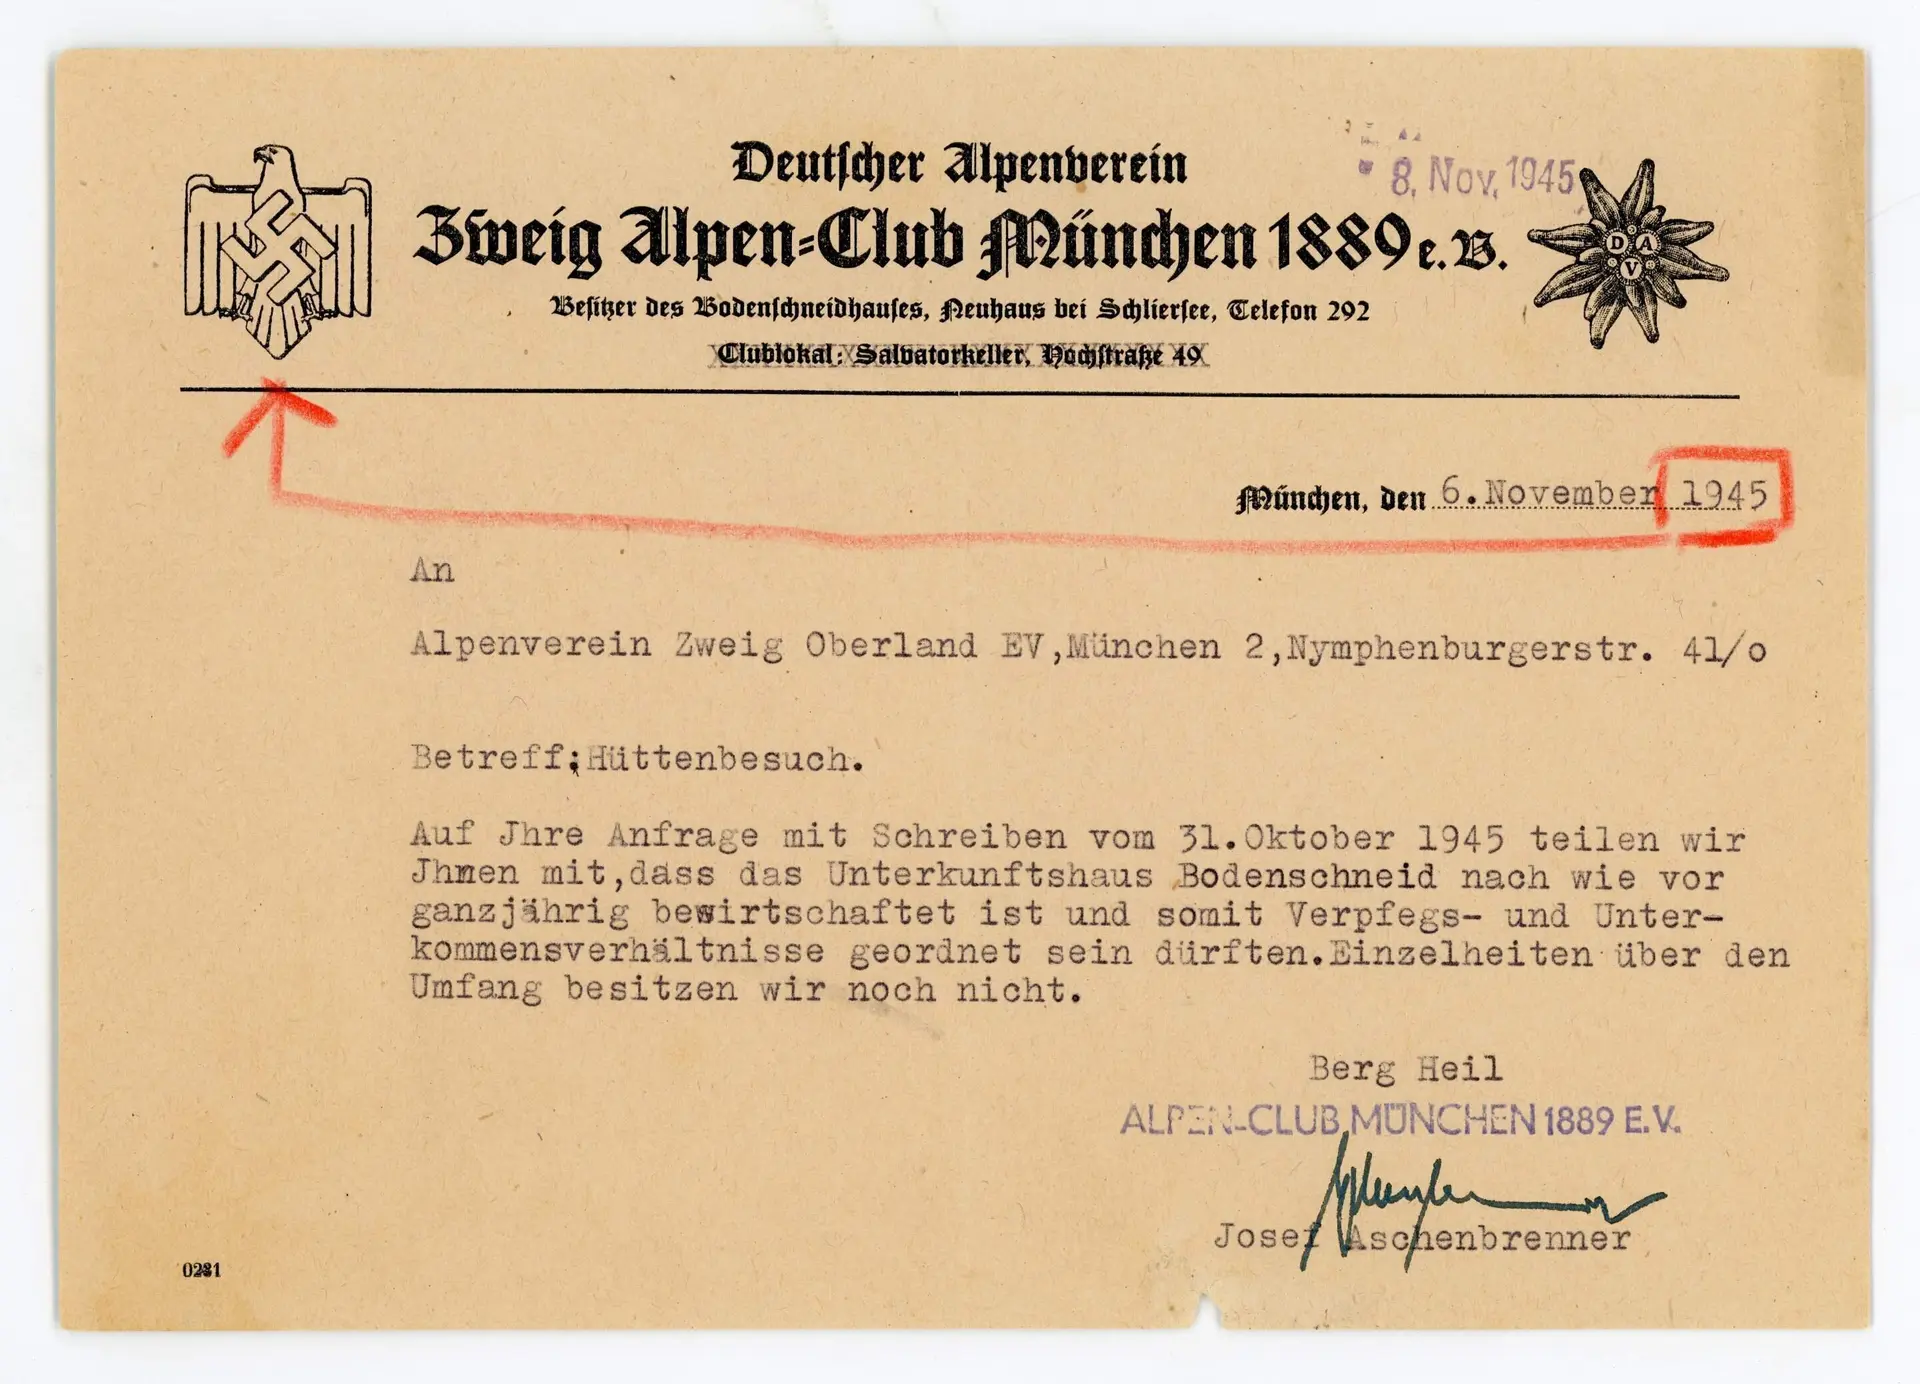 Deutscher Alpenverein
8. Nov. 1945
Zweig Alpen-Club München 1889 e. V.
D A V
Besitzer des Bodenschneidhauses, Neuhaus bei Schliersee, Telefon 292
Clublokal: Salvatorkeller, Hochstraße 49
München, den 6.November 1945
An
Alpenverein Zweig Oberland EV,München 2,Nymphenburgerstr. 41/o
Betreff:Hüttenbesuch.
Auf Jhre Anfrage mit Schreiben vom 31.Oktober 1945 teilen wir
Jhnen mit,dass das Unterkunftshaus Bodenschneid nach wie vor
ganzjährig bewirtschaftet ist und somit Verpfegs- und Unter-
kommensverhältnisse geordnet sein dürften.Einzelheiten über den
Umfang besitzen wir noch nicht.
Berg Heil
ALPEN-CLUB MÜNCHEN 1889 E.V.
Josef Aschenbrenner